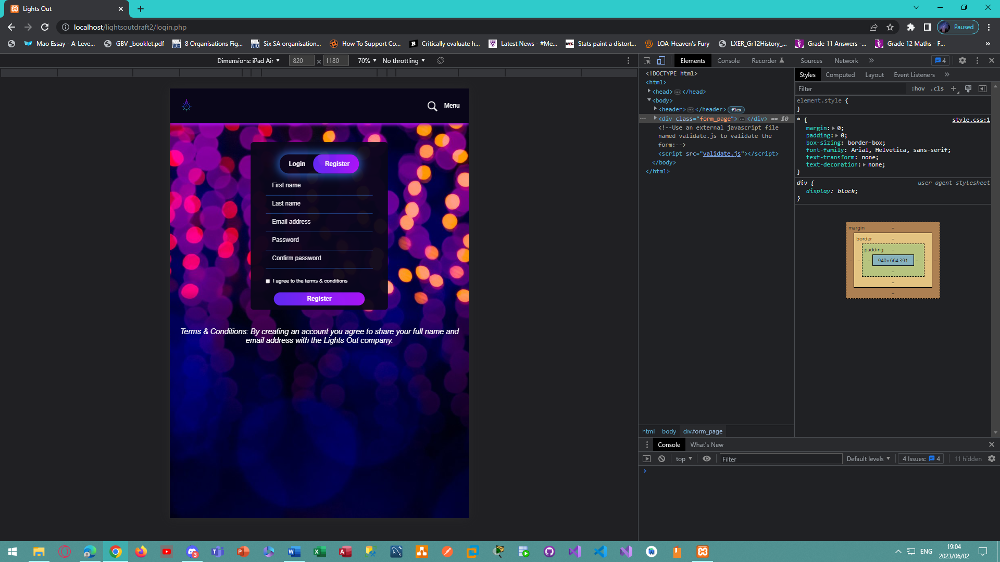 Lights Out
localhost/lightsoutdraft2/login.php
Paused
Mao Essay - A-Leve...
GBV _booklet.pdf
8 Organisations Fig...
Six SA organisation...
How To Support Co...
Critically evaluate h...
Latest News - #Me...
Stats paint a distort...
LOA-Heaven's Fury
LXER_Gr12History_...
Grade 11 Answers -...
Grade 12 Maths - F...
»
Dimensions: iPad Air
820 × 1180
70%
No throttling
Elements
Console
Recorder
Sources
Network
»
4
Menu
Login
Register
First name
Last name
Email address
Password
Confirm password
I agree to the terms & conditions
Register
Terms & Conditions: By creating an account you agree to share your full name and
email address with the Lights Out company.
<!DOCTYPE html>
<html>
<head>…</head>
<body>
<header>…</header> flex
<div class="form_page">…</div> == $0
<!--Use an external javascript file
named validate.js to validate the
form:-->
<script src="validate.js"></script>
</body>
</html>
html body div.form_page
Styles
Computed
Layout
Event Listeners
»
Filter
:hov .cls
element.style {
}
* { style.css:1
margin: 0;
padding: 0;
box-sizing: border-box;
font-family: Arial, Helvetica, sans-serif;
text-transform: none;
text-decoration: none;
}
div { user agent stylesheet
display: block;
}
margin –
border –
padding –
– – – 940×664.391 – – –
–
–
–
Console
What's New
top
Filter
Default levels
4 Issues: 4
11 hidden
3
ENG
19:04
2023/06/02